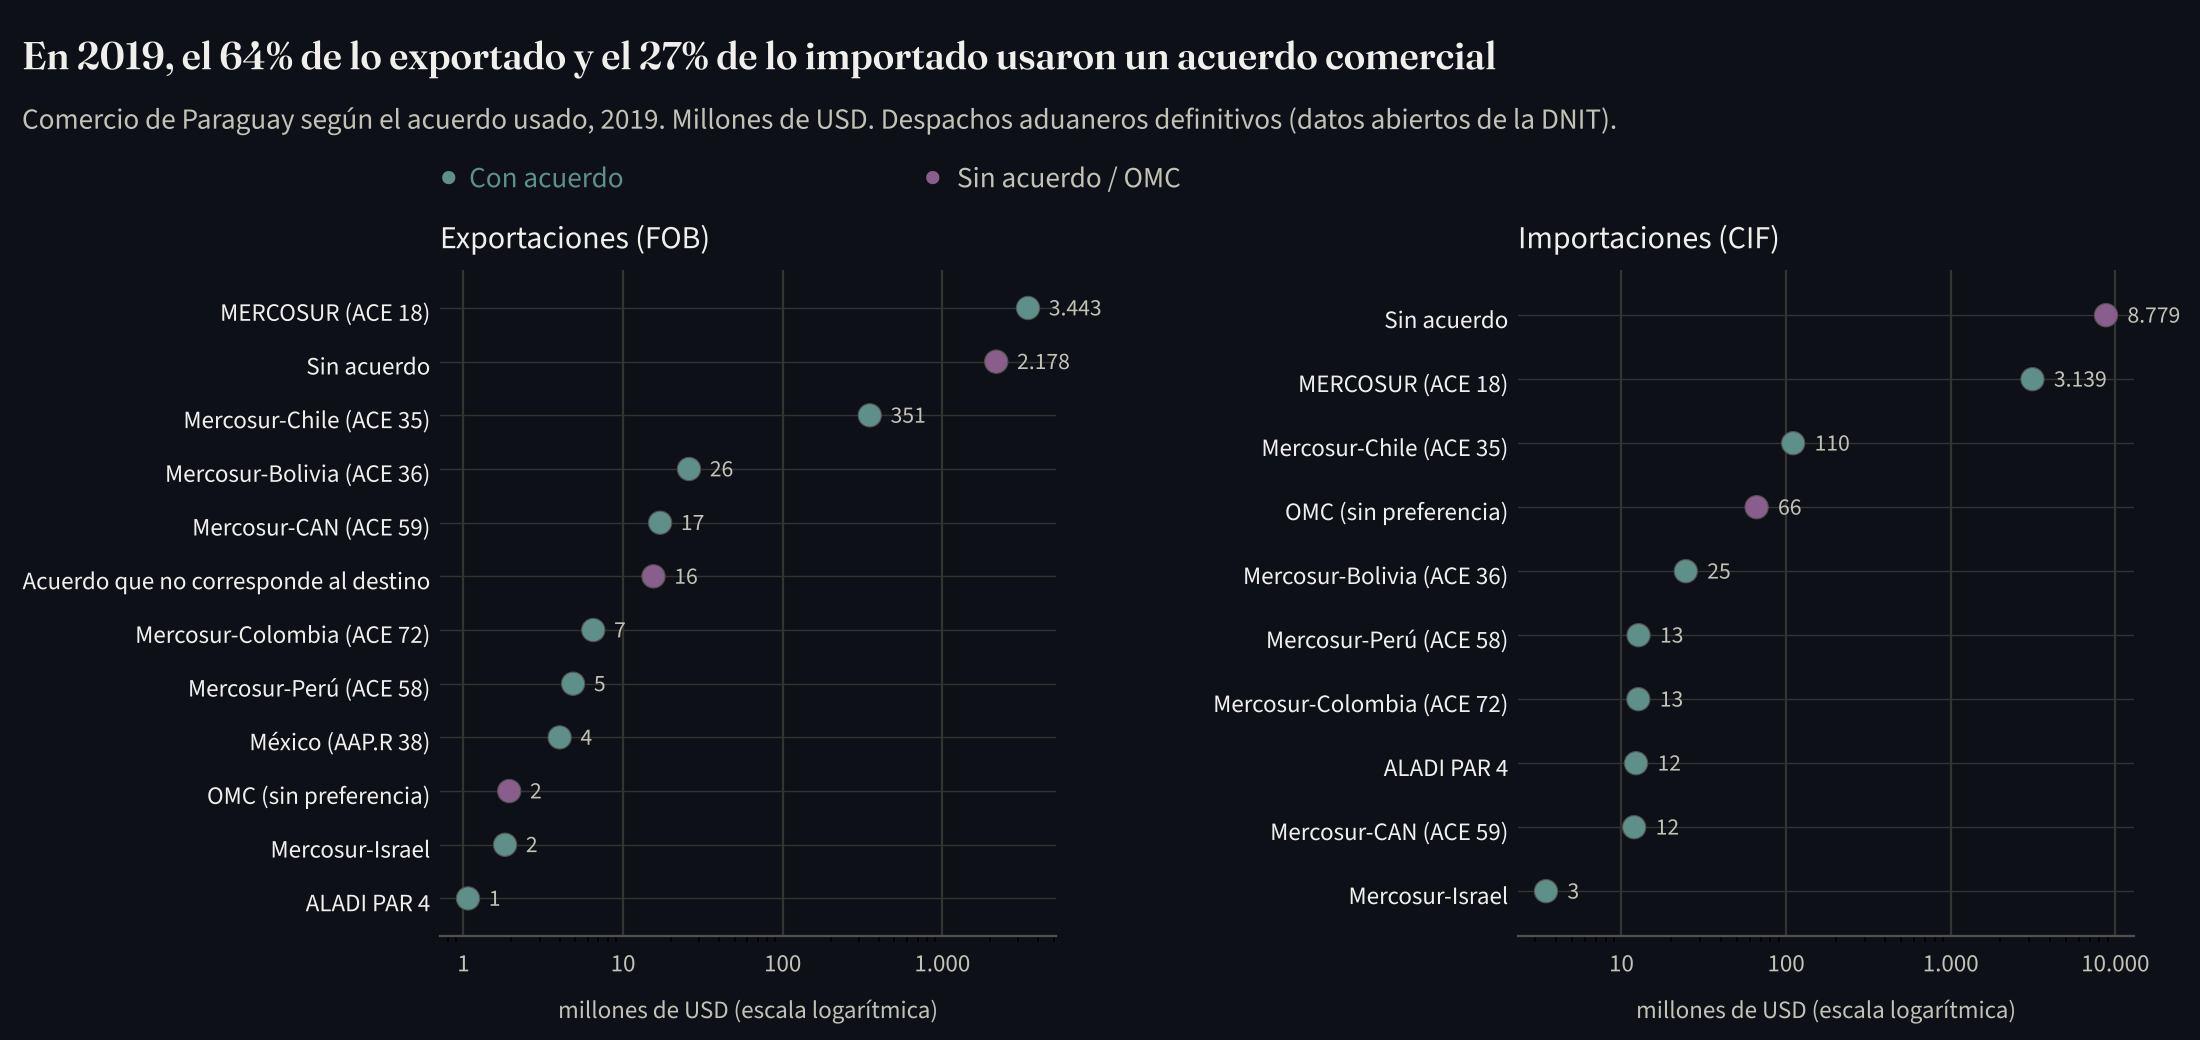 En 2019, el 64% de lo exportado y el 27% de lo importado usaron un acuerdo comercial
Comercio de Paraguay según el acuerdo usado, 2019. Millones de USD. Despachos aduaneros definitivos (datos abiertos de la DNIT).
Con acuerdo
Sin acuerdo / OMC
Exportaciones (FOB)
MERCOSUR (ACE 18) 3.443
Sin acuerdo 2.178
Mercosur-Chile (ACE 35) 351
Mercosur-Bolivia (ACE 36) 26
Mercosur-CAN (ACE 59) 17
Acuerdo que no corresponde al destino 16
Mercosur-Colombia (ACE 72) 7
Mercosur-Perú (ACE 58) 5
México (AAP.R 38) 4
OMC (sin preferencia) 2
Mercosur-Israel 2
ALADI PAR 4 1
1 10 100 1.000
millones de USD (escala logarítmica)
Importaciones (CIF)
Sin acuerdo 8.779
MERCOSUR (ACE 18) 3.139
Mercosur-Chile (ACE 35) 110
OMC (sin preferencia) 66
Mercosur-Bolivia (ACE 36) 25
Mercosur-Perú (ACE 58) 13
Mercosur-Colombia (ACE 72) 13
ALADI PAR 4 12
Mercosur-CAN (ACE 59) 12
Mercosur-Israel 3
10 100 1.000 10.000
millones de USD (escala logarítmica)